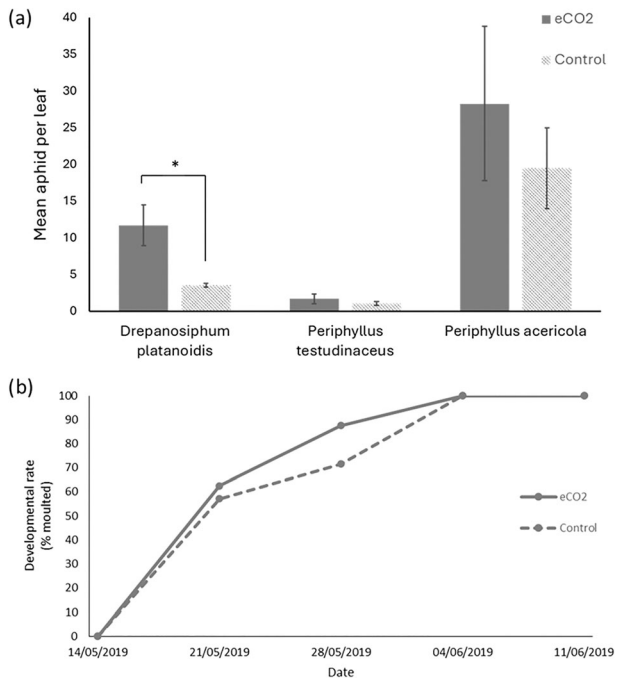 (a)
40
35
30
25
20
15
10
5
0
Mean aphid per leaf
eCO2
Control
*
Drepanosiphum
platanoidis
Periphyllus
testudinaceus
Periphyllus acericola
(b)
100
90
80
70
60
50
40
30
20
10
0
Developmental rate
(% moulted)
eCO2
Control
14/05/2019
21/05/2019
28/05/2019
04/06/2019
11/06/2019
Date